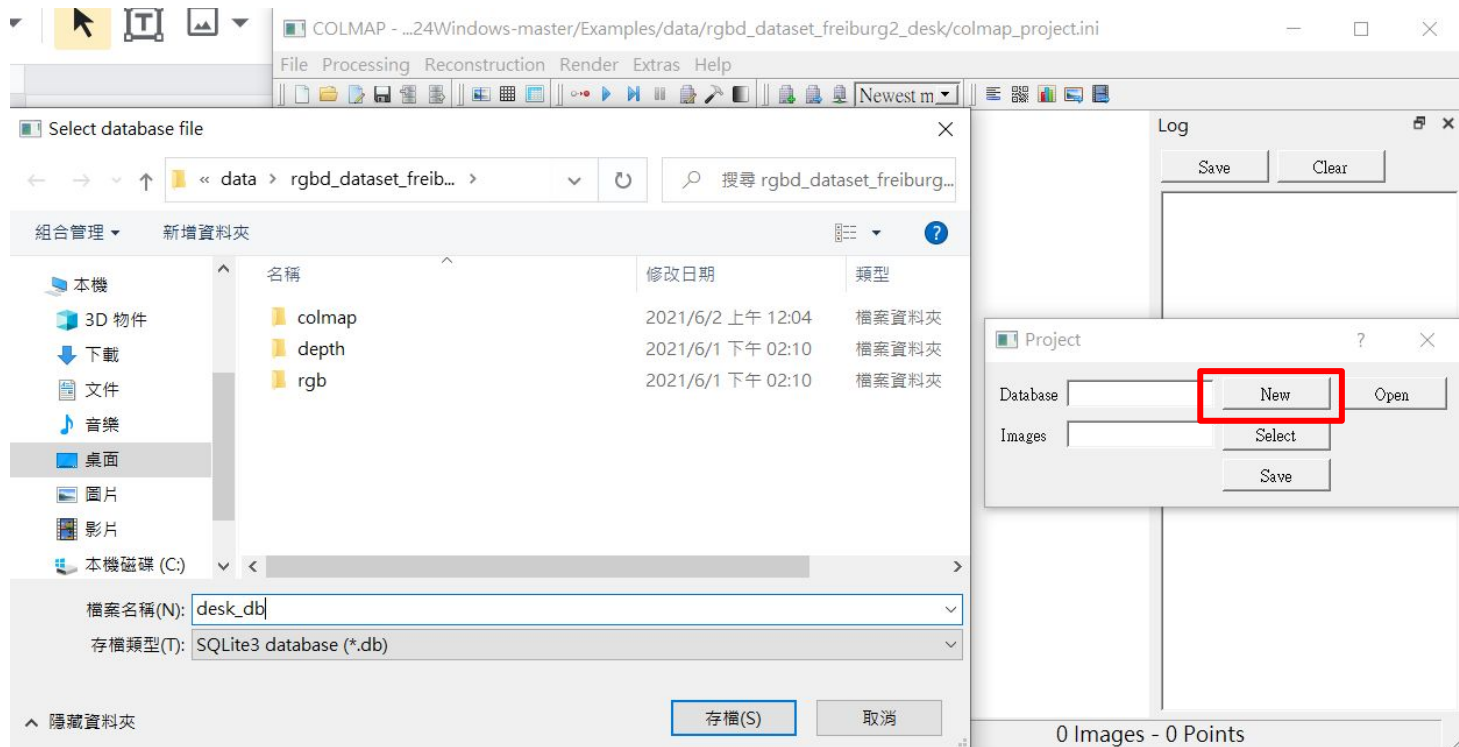 COLMAP - ...24Windows-master/Examples/data/rgbd_dataset_freiburg2_desk/colmap_project.ini
File Processing Reconstruction Render Extras Help
Newest m
Select database file
« data › rgbd_dataset_freib... ›
搜尋 rgbd_dataset_freiburg...
組合管理 新增資料夾
名稱 修改日期 類型
本機
3D 物件
下載
文件
音樂
桌面
圖片
影片
本機磁碟 (C:)
colmap 2021/6/2 上午 12:04 檔案資料夾
depth 2021/6/1 下午 02:10 檔案資料夾
rgb 2021/6/1 下午 02:10 檔案資料夾
檔案名稱(N): desk_db
存檔類型(T): SQLite3 database (*.db)
隱藏資料夾
存檔(S) 取消
Log
Save Clear
Project ?
Database New Open
Images Select
Save
0 Images - 0 Points